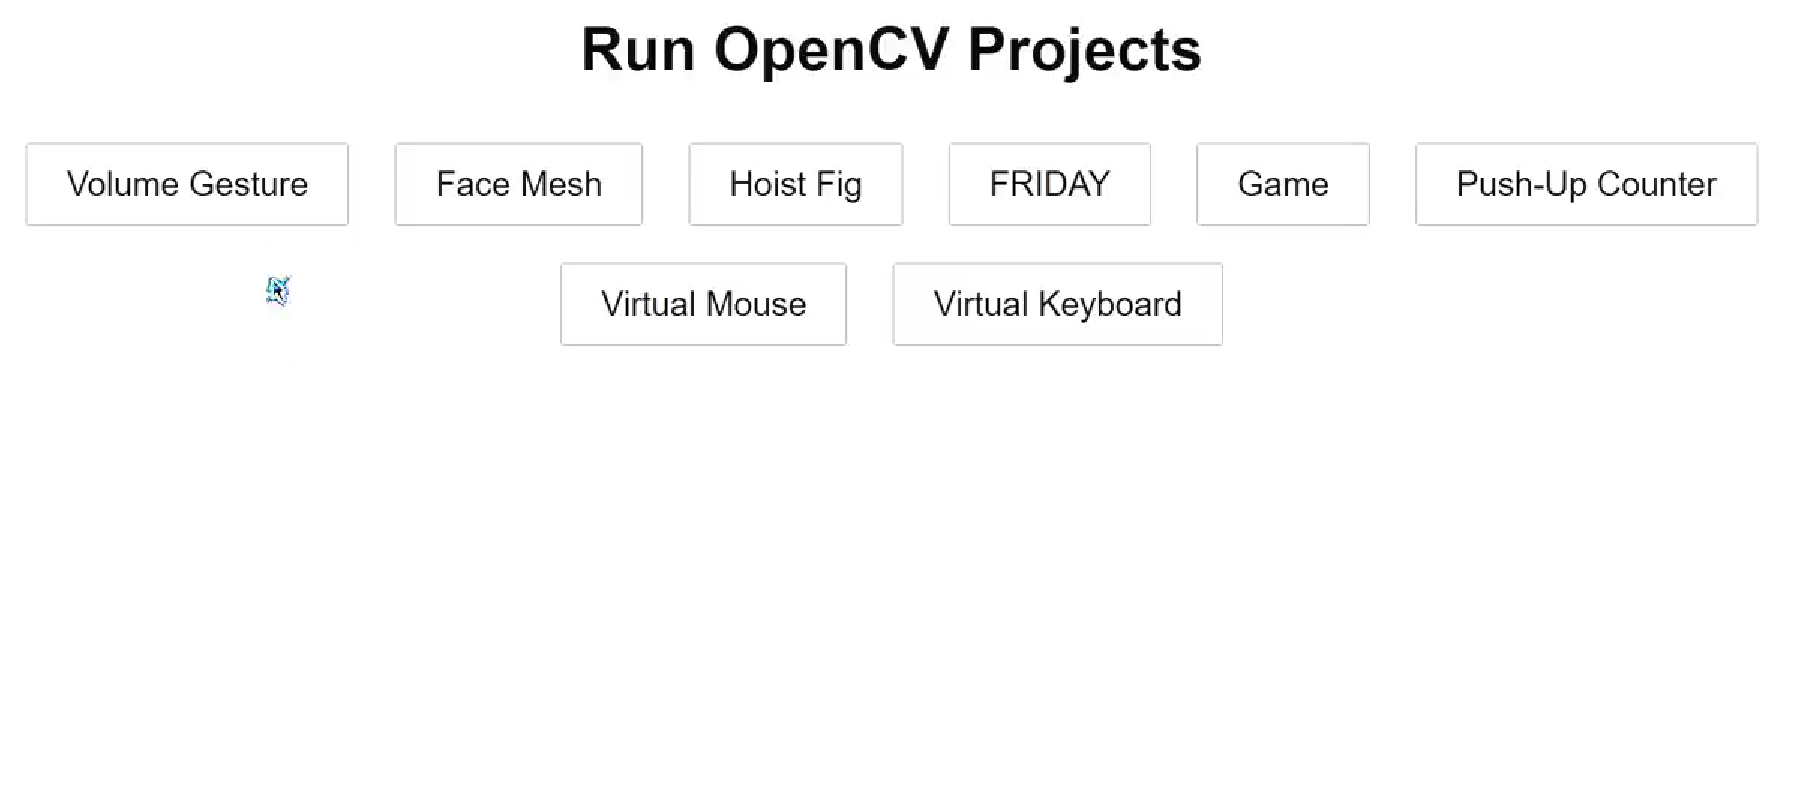 Run OpenCV Projects
Volume Gesture Face Mesh Hoist Fig FRIDAY Game Push-Up Counter
Virtual Mouse Virtual Keyboard